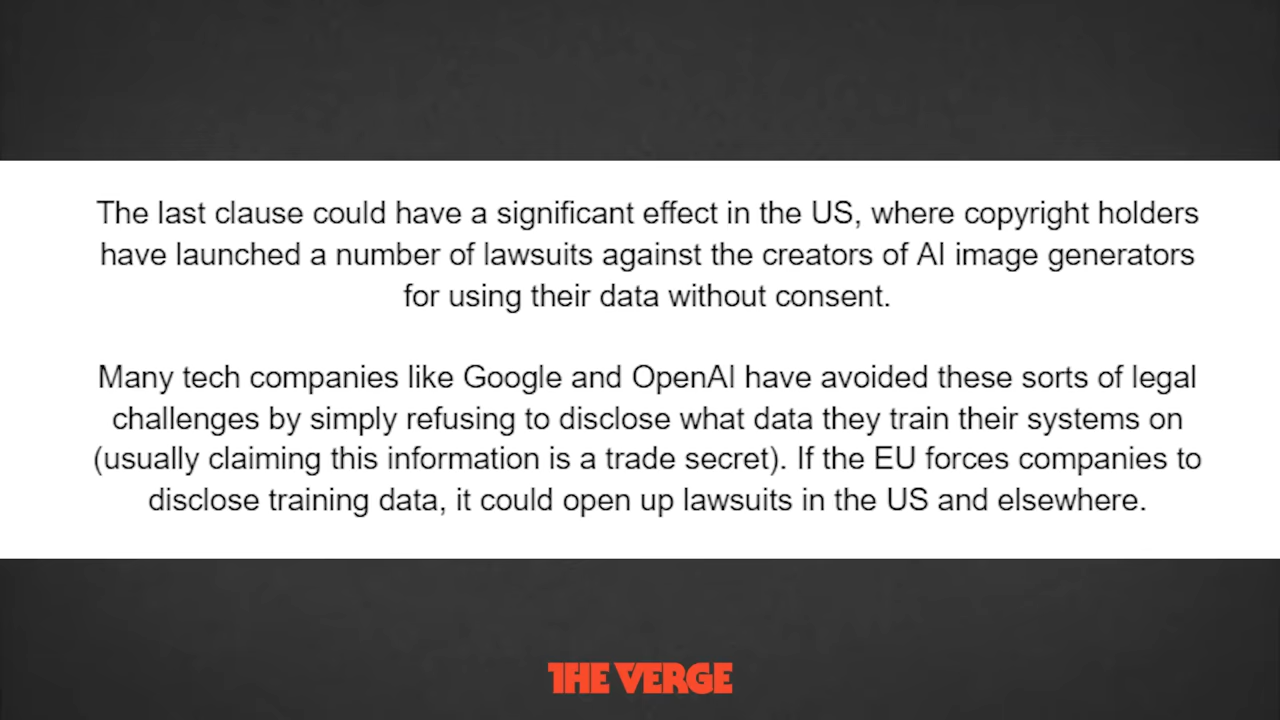 The last clause could have a significant effect in the US, where copyright holders
have launched a number of lawsuits against the creators of AI image generators
for using their data without consent.
Many tech companies like Google and OpenAI have avoided these sorts of legal
challenges by simply refusing to disclose what data they train their systems on
(usually claiming this information is a trade secret). If the EU forces companies to
disclose training data, it could open up lawsuits in the US and elsewhere.
THE VERGE